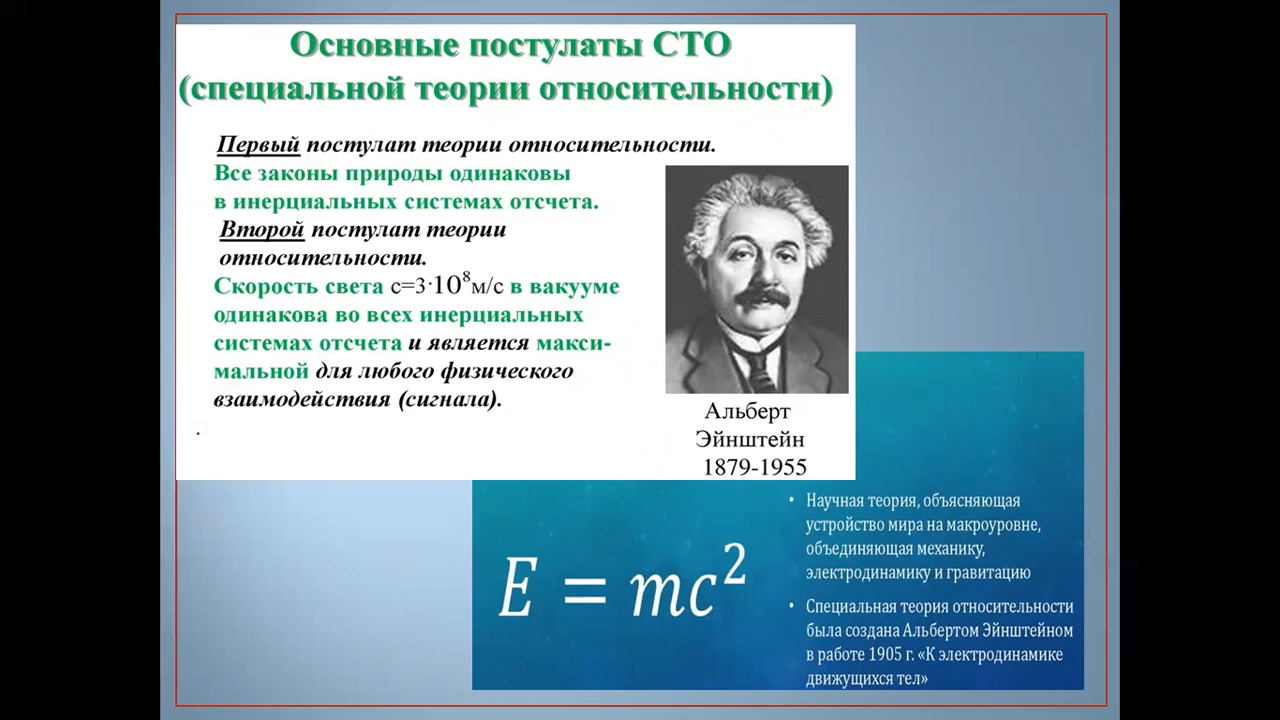 Основные постулаты СТО
(специальной теории относительности)
Первый постулат теории относительности.
Все законы природы одинаковы
в инерциальных системах отсчета.
Второй постулат теории
относительности.
Скорость света c=3·10⁸м/с в вакууме
одинакова во всех инерциальных
системах отсчета и является макси-
мальной для любого физического
взаимодействия (сигнала).
.
Альберт
Эйнштейн
1879-1955
E = mc²
• Научная теория, объясняющая
устройство мира на макроуровне,
объединяющая механику,
электродинамику и гравитацию
• Специальная теория относительности
была создана Альбертом Эйнштейном
в работе 1905 г. «К электродинамике
движущихся тел»